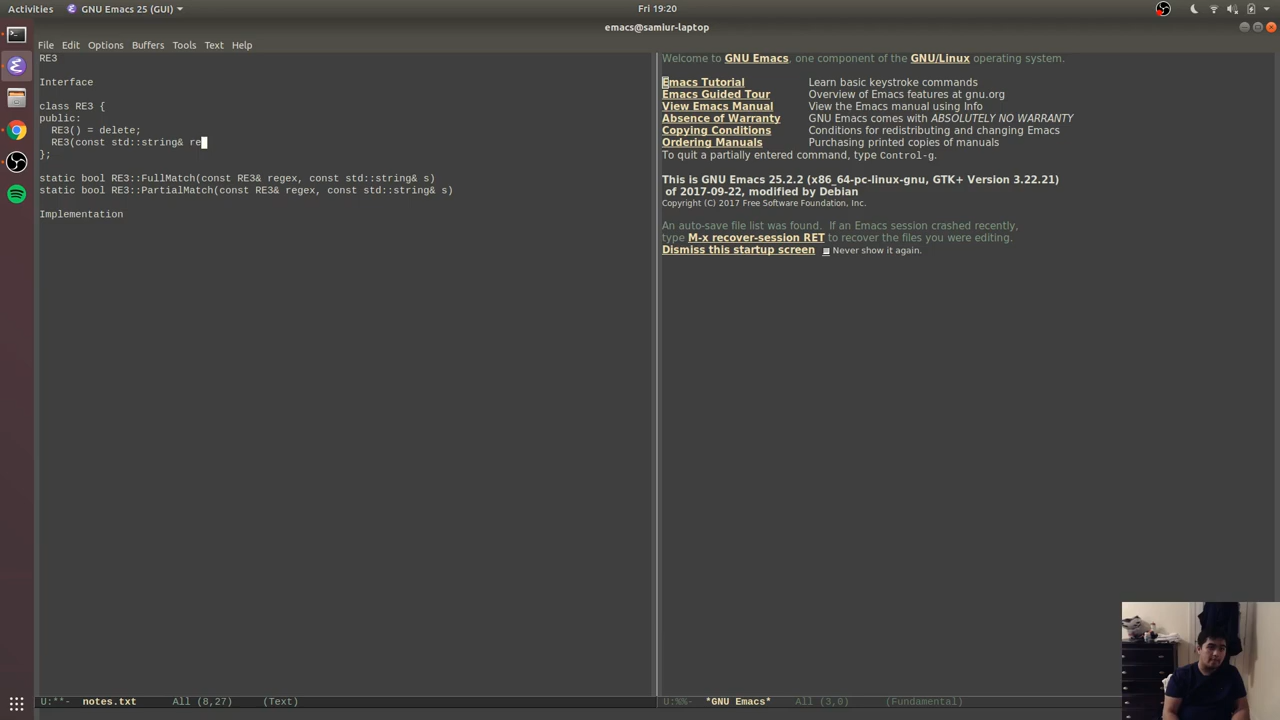 Activities GNU Emacs 25 (GUI) Fri 19:20
emacs@samiur-laptop
File Edit Options Buffers Tools Text Help
RE3
Interface
class RE3 {
public:
  RE3() = delete;
  RE3(const std::string& re
};
static bool RE3::FullMatch(const RE3& regex, const std::string& s)
static bool RE3::PartialMatch(const RE3& regex, const std::string& s)
Implementation
U:**- notes.txt All (8,27) (Text)
Welcome to GNU Emacs, one component of the GNU/Linux operating system.
Emacs Tutorial Learn basic keystroke commands
Emacs Guided Tour Overview of Emacs features at gnu.org
View Emacs Manual View the Emacs manual using Info
Absence of Warranty GNU Emacs comes with ABSOLUTELY NO WARRANTY
Copying Conditions Conditions for redistributing and changing Emacs
Ordering Manuals Purchasing printed copies of manuals
To quit a partially entered command, type Control-g.
This is GNU Emacs 25.2.2 (x86_64-pc-linux-gnu, GTK+ Version 3.22.21)
 of 2017-09-22, modified by Debian
Copyright (C) 2017 Free Software Foundation, Inc.
An auto-save file list was found. If an Emacs session crashed recently,
type M-x recover-session RET to recover the files you were editing.
Dismiss this startup screen Never show it again.
U:%%- *GNU Emacs* All (3,0) (Fundamental)